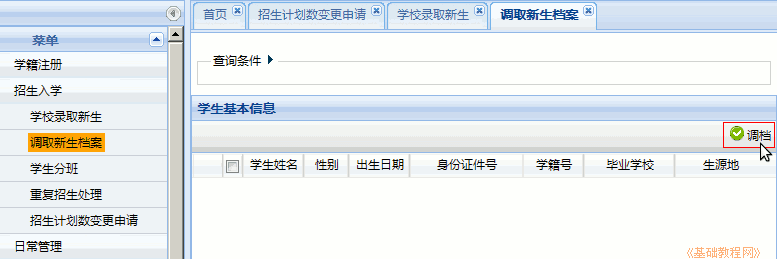 菜单
学籍注册
招生入学
学校录取新生
调取新生档案
学生分班
重复招生处理
招生计划数变更申请
日常管理
首页 招生计划数变更申请 学校录取新生 调取新生档案
查询条件
学生基本信息
调档
学生姓名 性别 出生日期 身份证件号 学籍号 毕业学校 生源地
《基础教程网》